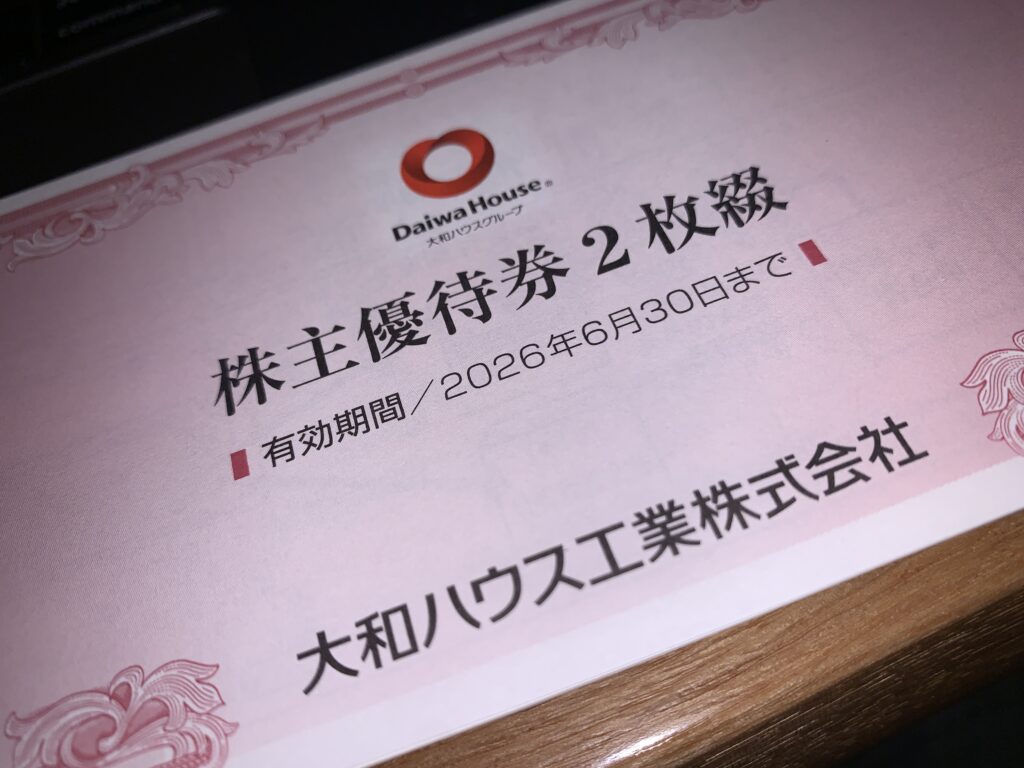 Daiwa House®
大和ハウスグループ
株主優待券2枚綴
有効期間／2026年6月30日まで
大和ハウス工業株式会社